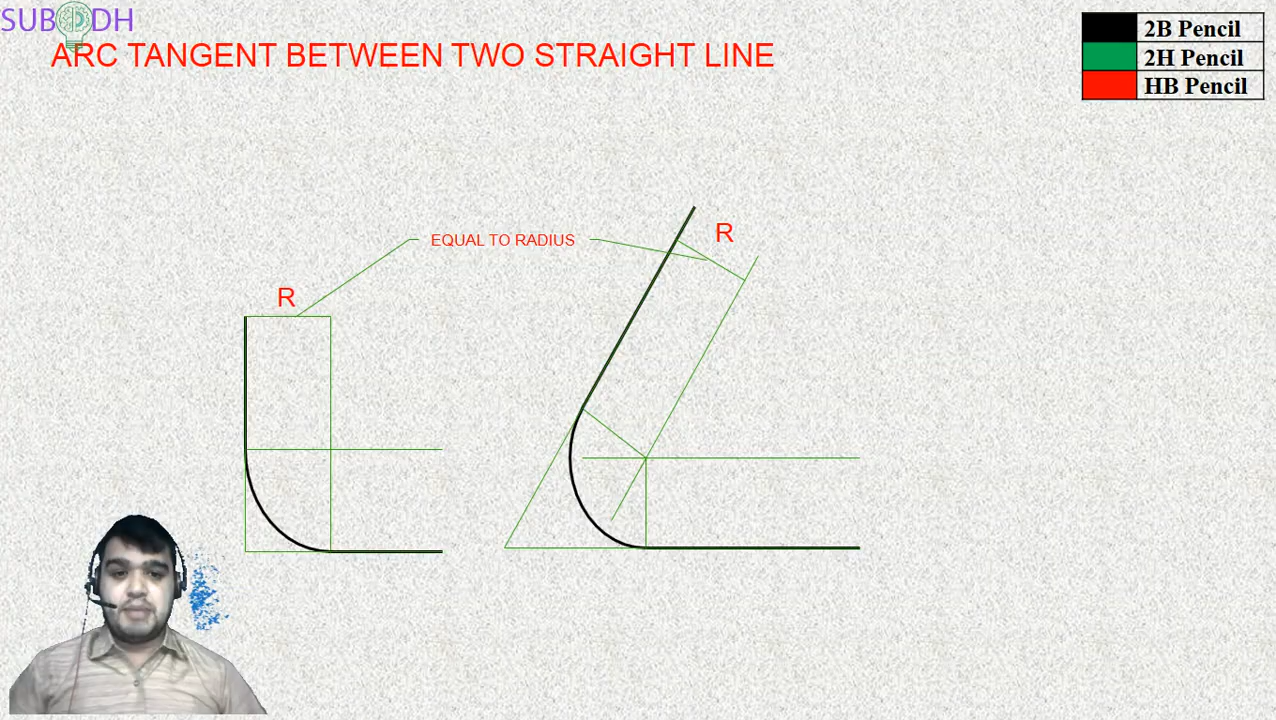 SUBODH
ARC TANGENT BETWEEN TWO STRAIGHT LINE
2B Pencil
2H Pencil
HB Pencil
R
EQUAL TO RADIUS
R